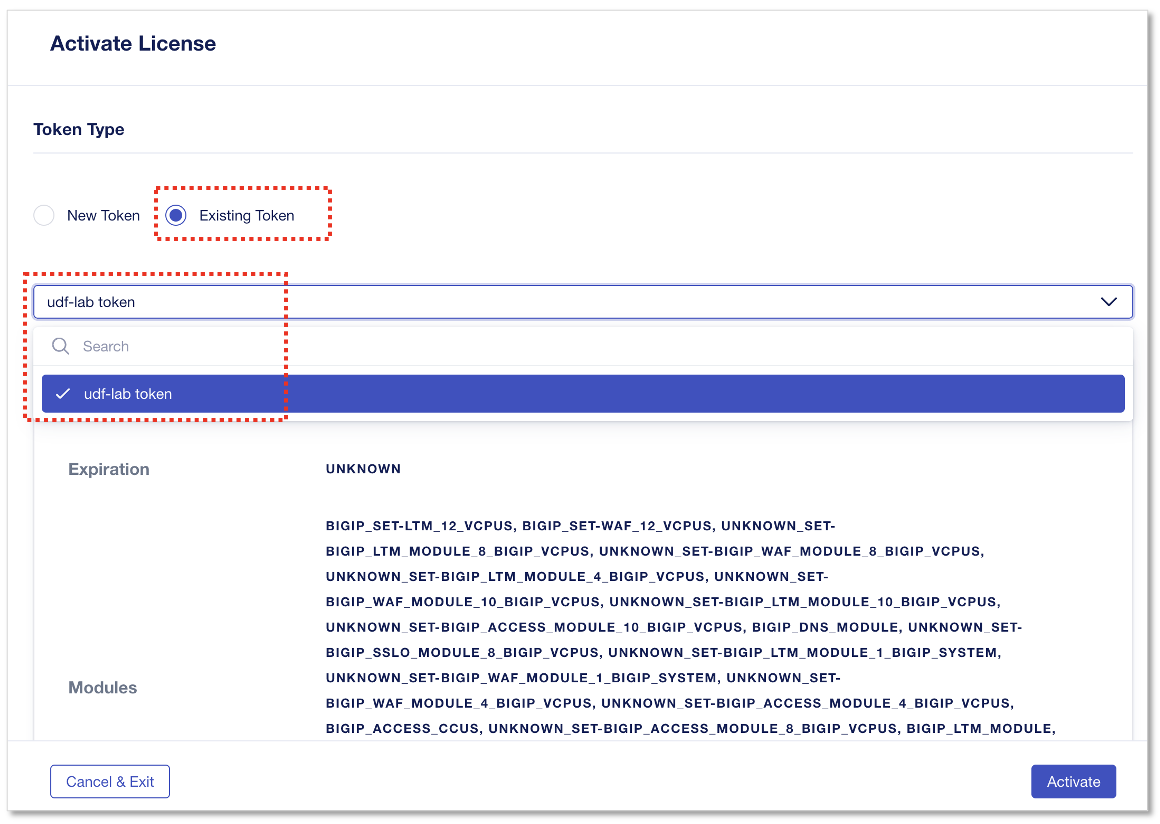 Activate License
Token Type
New Token
Existing Token
udf-lab token
Search
udf-lab token
Expiration
UNKNOWN
BIGIP_SET-LTM_12_VCPUS, BIGIP_SET-WAF_12_VCPUS, UNKNOWN_SET-
BIGIP_LTM_MODULE_8_BIGIP_VCPUS, UNKNOWN_SET-BIGIP_WAF_MODULE_8_BIGIP_VCPUS,
UNKNOWN_SET-BIGIP_LTM_MODULE_4_BIGIP_VCPUS, UNKNOWN_SET-
BIGIP_WAF_MODULE_10_BIGIP_VCPUS, UNKNOWN_SET-BIGIP_LTM_MODULE_10_BIGIP_VCPUS,
UNKNOWN_SET-BIGIP_ACCESS_MODULE_10_BIGIP_VCPUS, BIGIP_DNS_MODULE, UNKNOWN_SET-
BIGIP_SSLO_MODULE_8_BIGIP_VCPUS, UNKNOWN_SET-BIGIP_LTM_MODULE_1_BIGIP_SYSTEM,
UNKNOWN_SET-BIGIP_WAF_MODULE_1_BIGIP_SYSTEM, UNKNOWN_SET-
Modules
BIGIP_WAF_MODULE_4_BIGIP_VCPUS, UNKNOWN_SET-BIGIP_ACCESS_MODULE_4_BIGIP_VCPUS,
BIGIP_ACCESS_CCUS, UNKNOWN_SET-BIGIP_ACCESS_MODULE_8_BIGIP_VCPUS, BIGIP_LTM_MODULE,
Cancel & Exit
Activate